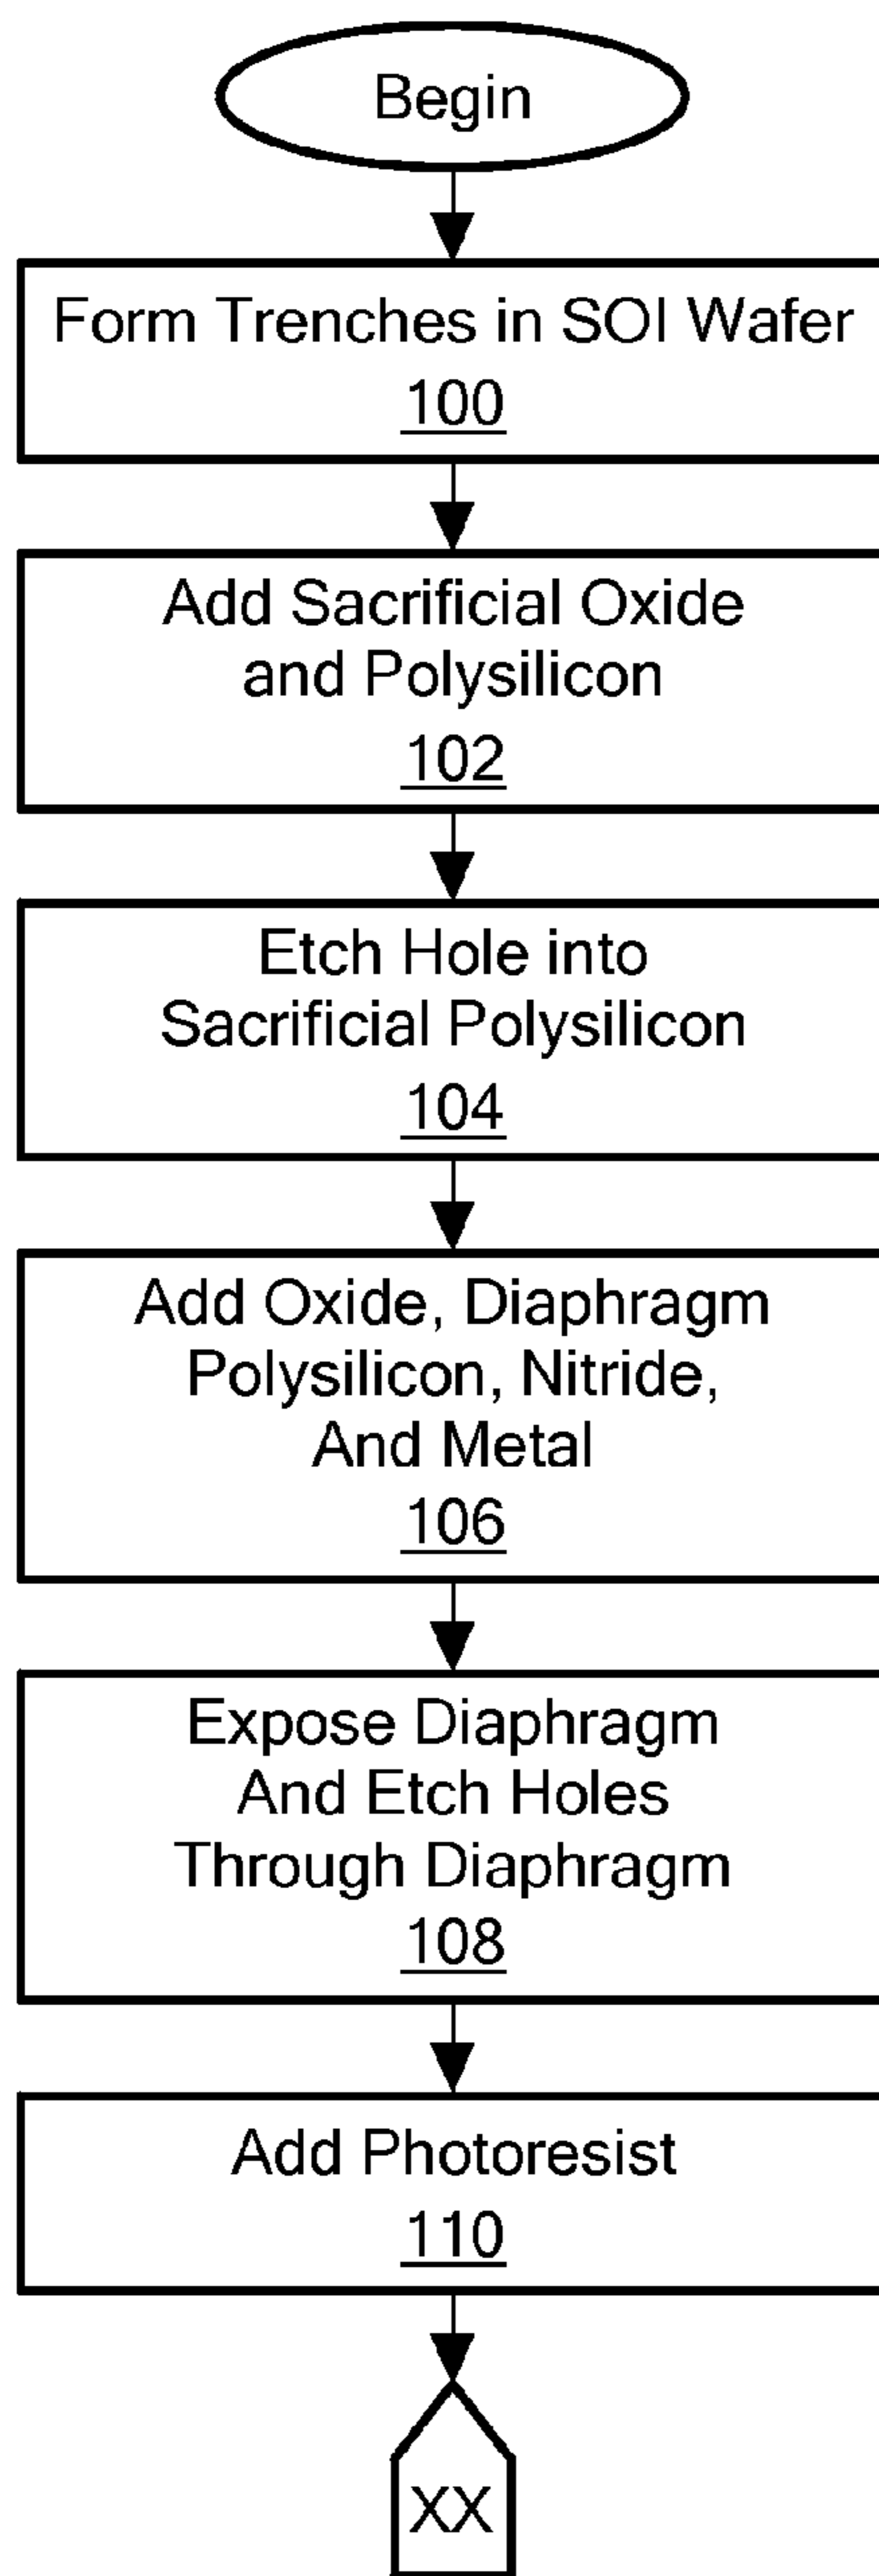 Begin
Form Trenches in SOI Wafer
100
Add Sacrificial Oxide
and Polysilicon
102
Etch Hole into
Sacrificial Polysilicon
104
Add Oxide, Diaphragm
Polysilicon, Nitride,
And Metal
106
Expose Diaphragm
And Etch Holes
Through Diaphragm
108
Add Photoresist
110
XX